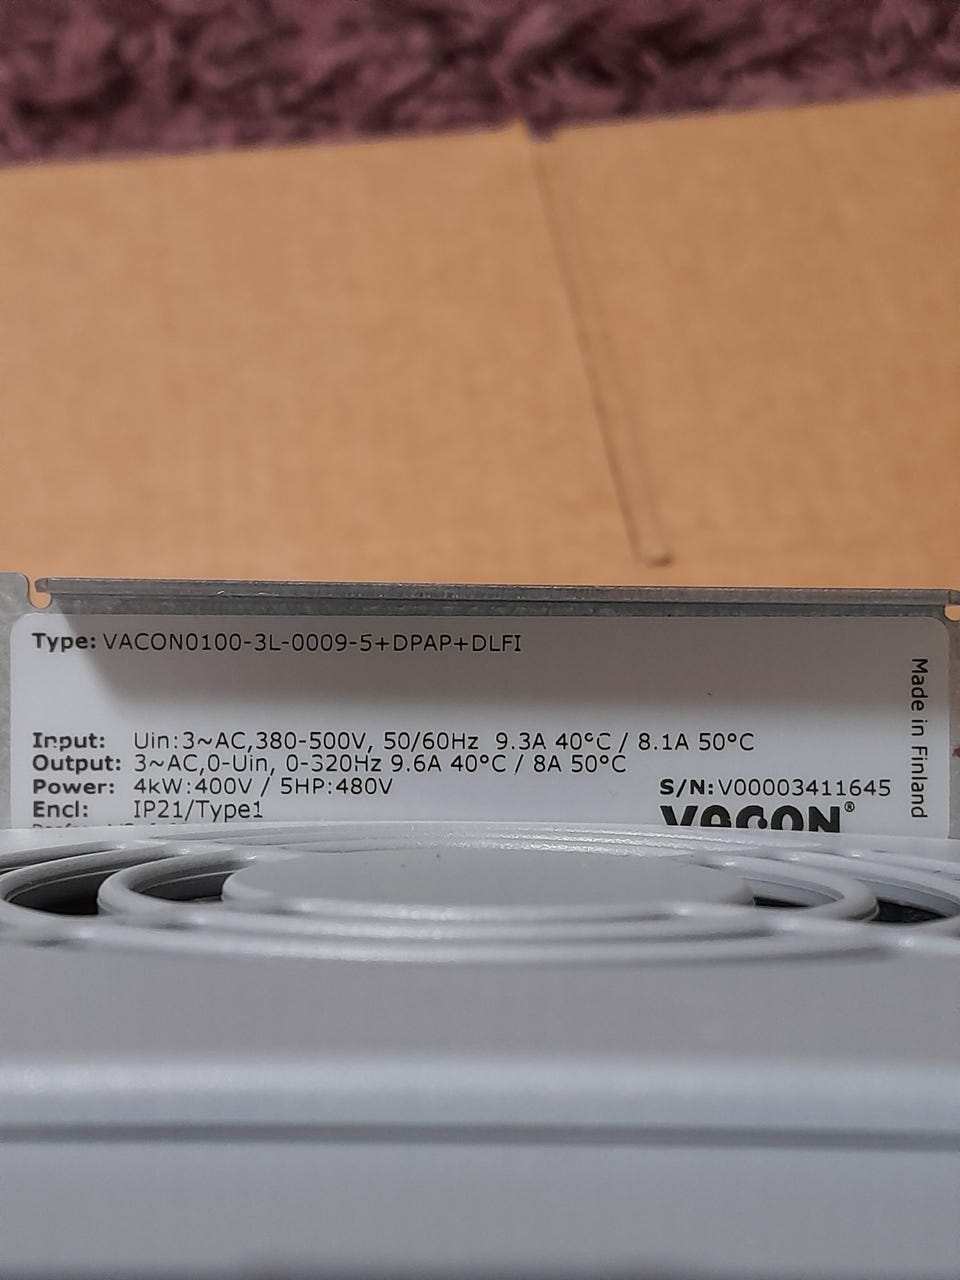 Type: VACON0100-3L-0009-5+DPAP+DLFI
Input: Uin:3~AC,380-500V, 50/60Hz 9.3A 40°C / 8.1A 50°C
Output: 3~AC,0-Uin, 0-320Hz 9.6A 40°C / 8A 50°C
Power: 4kW:400V / 5HP:480V
Encl: IP21/Type1
S/N:V00003411645
VACON®
Made in Finland